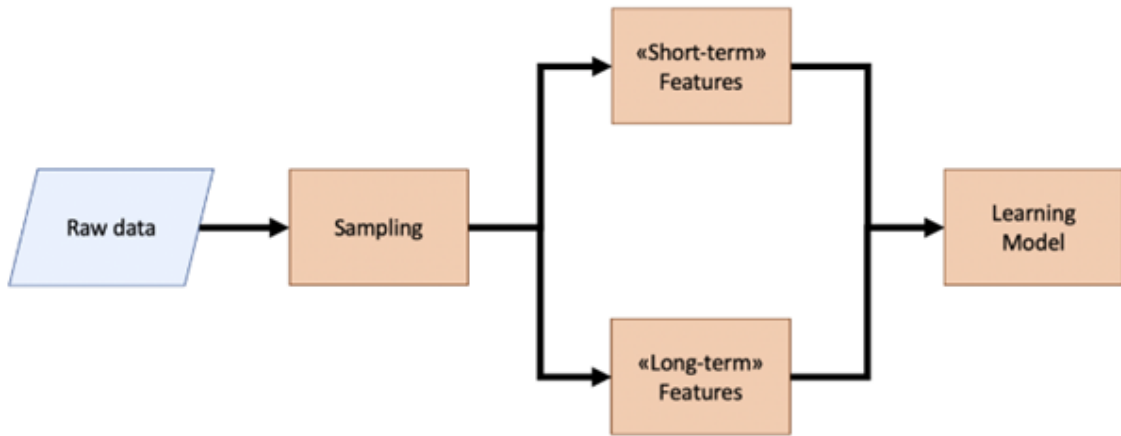 Raw data
Sampling
«Short-term»
Features
«Long-term»
Features
Learning
Model